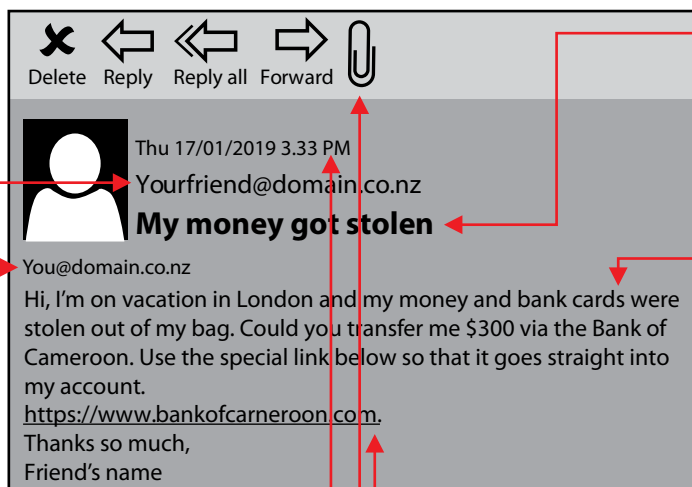 Delete Reply Reply all Forward
Thu 17/01/2019 3.33 PM
Yourfriend@domain.co.nz
My money got stolen
You@domain.co.nz
Hi, I'm on vacation in London and my money and bank cards were
stolen out of my bag. Could you transfer me $300 via the Bank of
Cameroon. Use the special link below so that it goes straight into
my account.
https://www.bankofcarneroon.com.
Thanks so much,
Friend's name